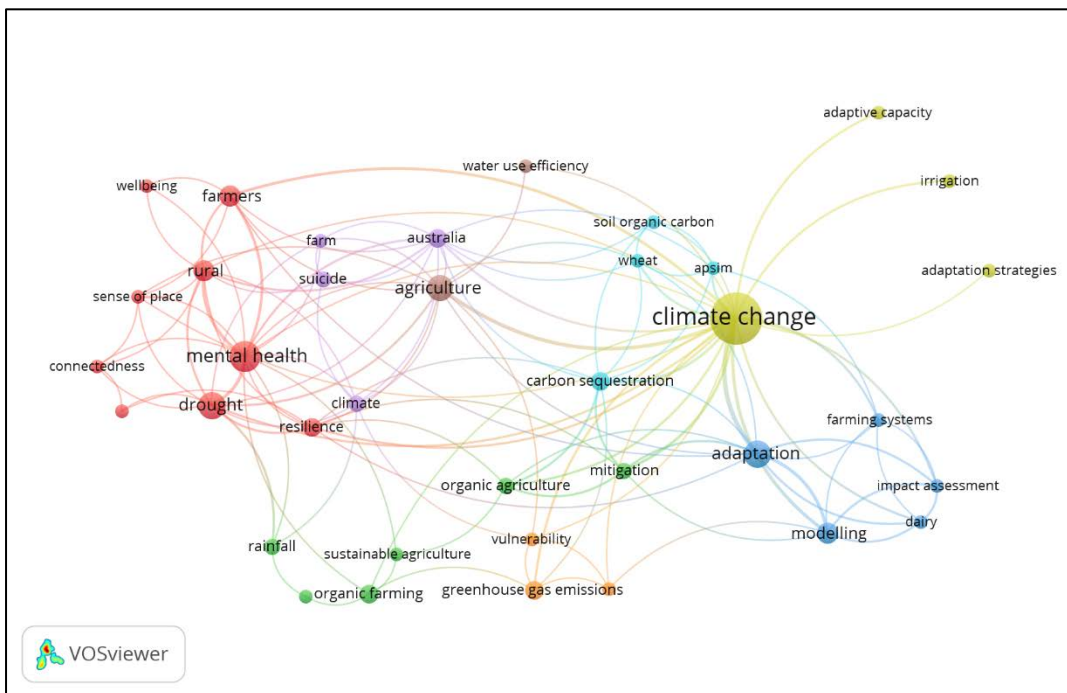 adaptive capacity
water use efficiency
irrigation
wellbeing
farmers
soil organic carbon
farm
australia
wheat
apsim
adaptation strategies
rural
suicide
agriculture
sense of place
climate change
mental health
connectedness
carbon sequestration
drought
climate
resilience
farming systems
adaptation
mitigation
organic agriculture
impact assessment
dairy
modelling
vulnerability
rainfall
sustainable agriculture
organic farming
greenhouse gas emissions
VOSviewer